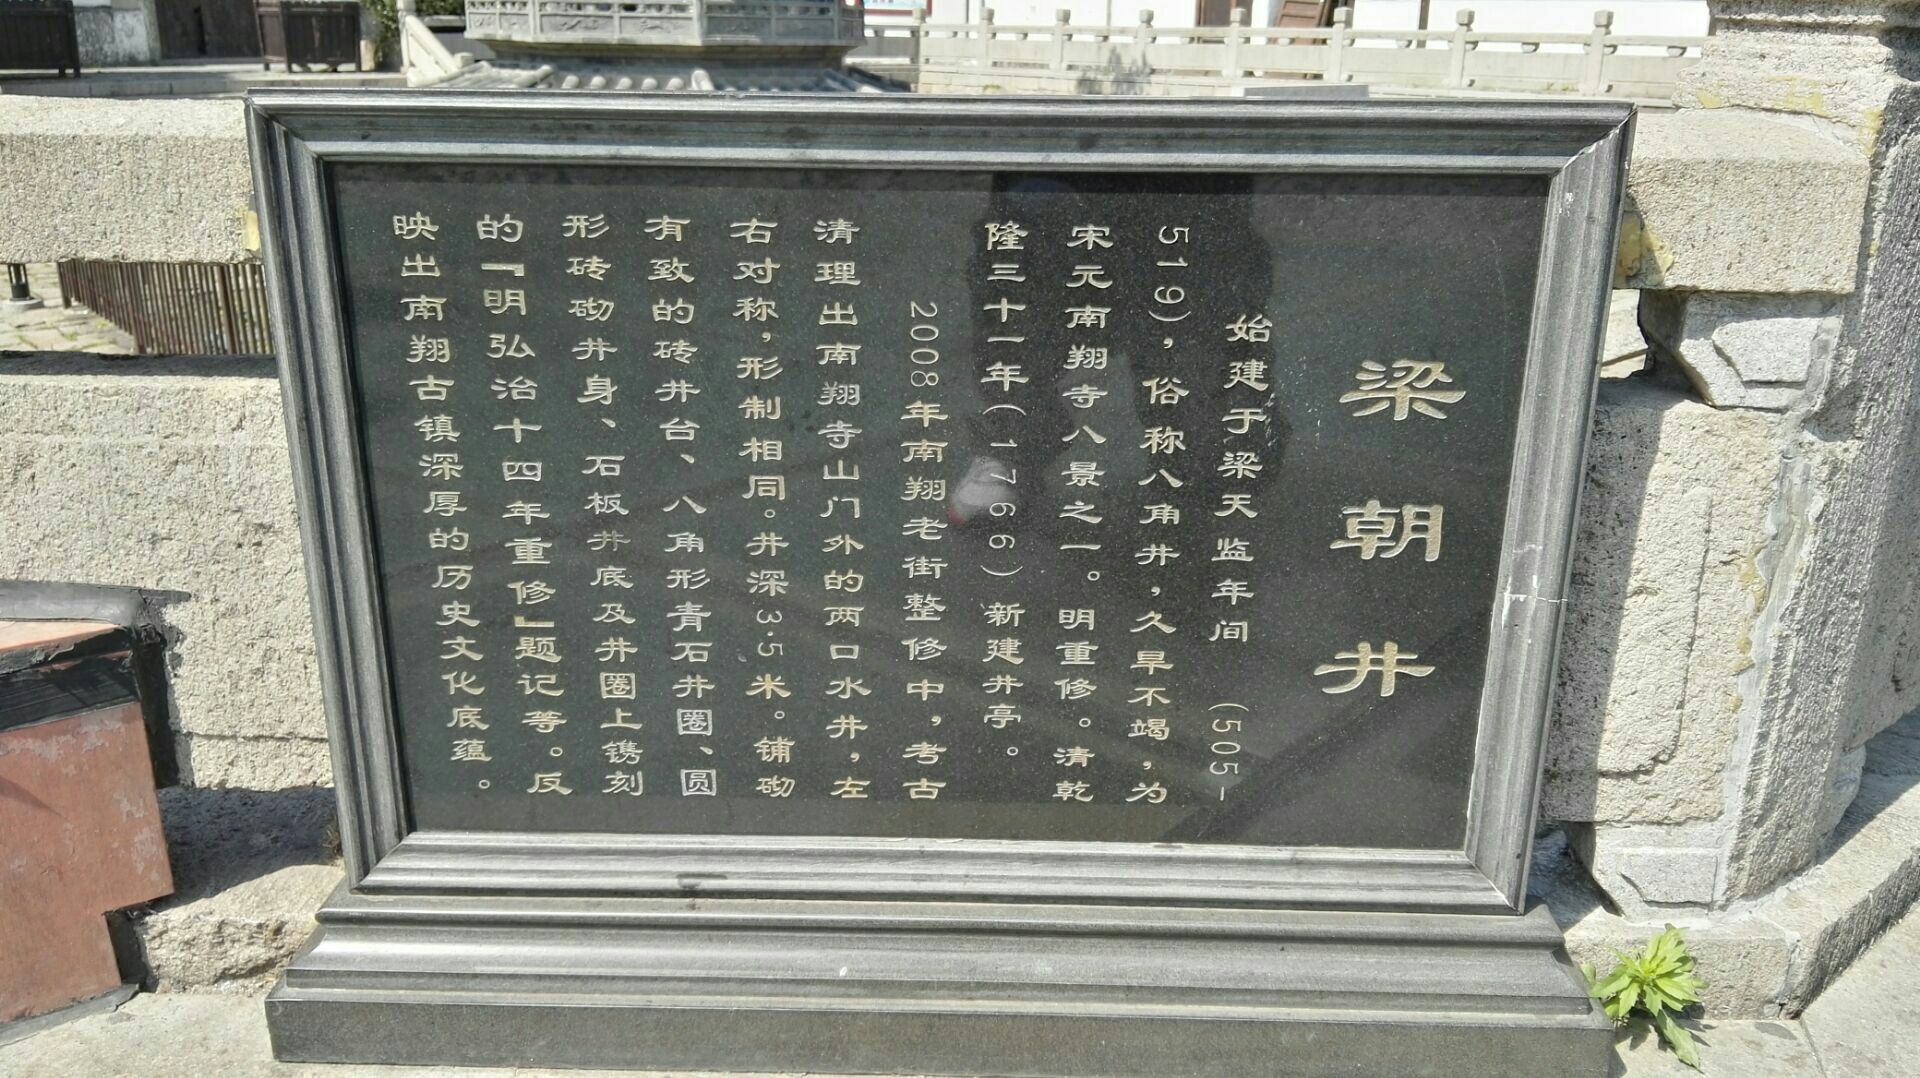 梁朝井
始建于梁天监年间（505-
519），俗称八角井，久旱不竭，为
宋元南翔寺八景之一。明重修。清乾
隆三十一年（1766）新建井亭。
2008年南翔老街整修中，考古
清理出南翔寺山门外的两口水井，左
右对称，形制相同。井深3.5米。铺砌
有致的砖井台、八角形青石井圈、圆
形砖砌井身、石板井底及井圈上镌刻
的『明弘治十四年重修』题记等。反
映出南翔古镇深厚的历史文化底蕴。